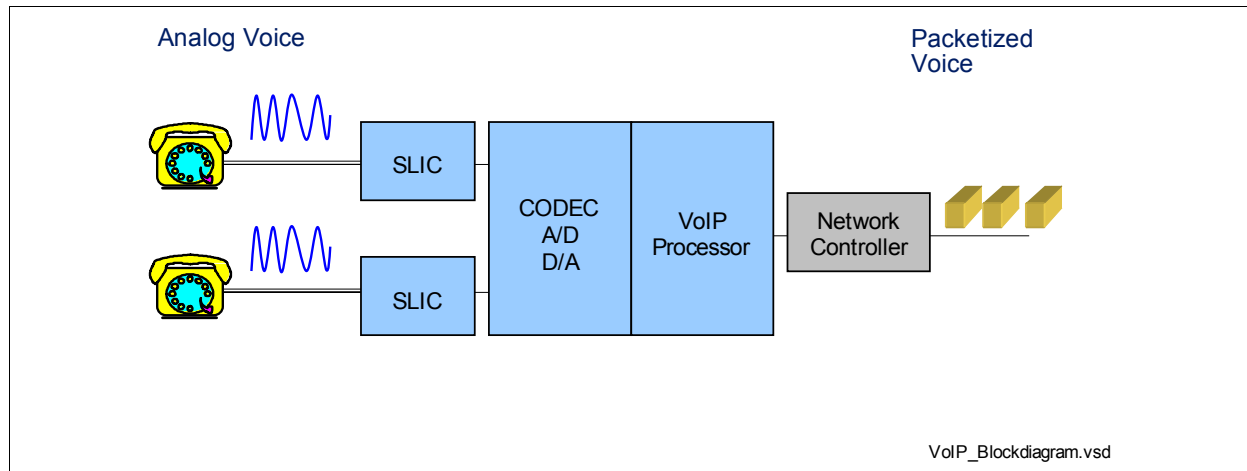 Analog Voice
Packetized
Voice
SLIC
SLIC
CODEC
A/D
D/A
VoIP
Processor
Network
Controller
VoIP_Blockdiagram.vsd